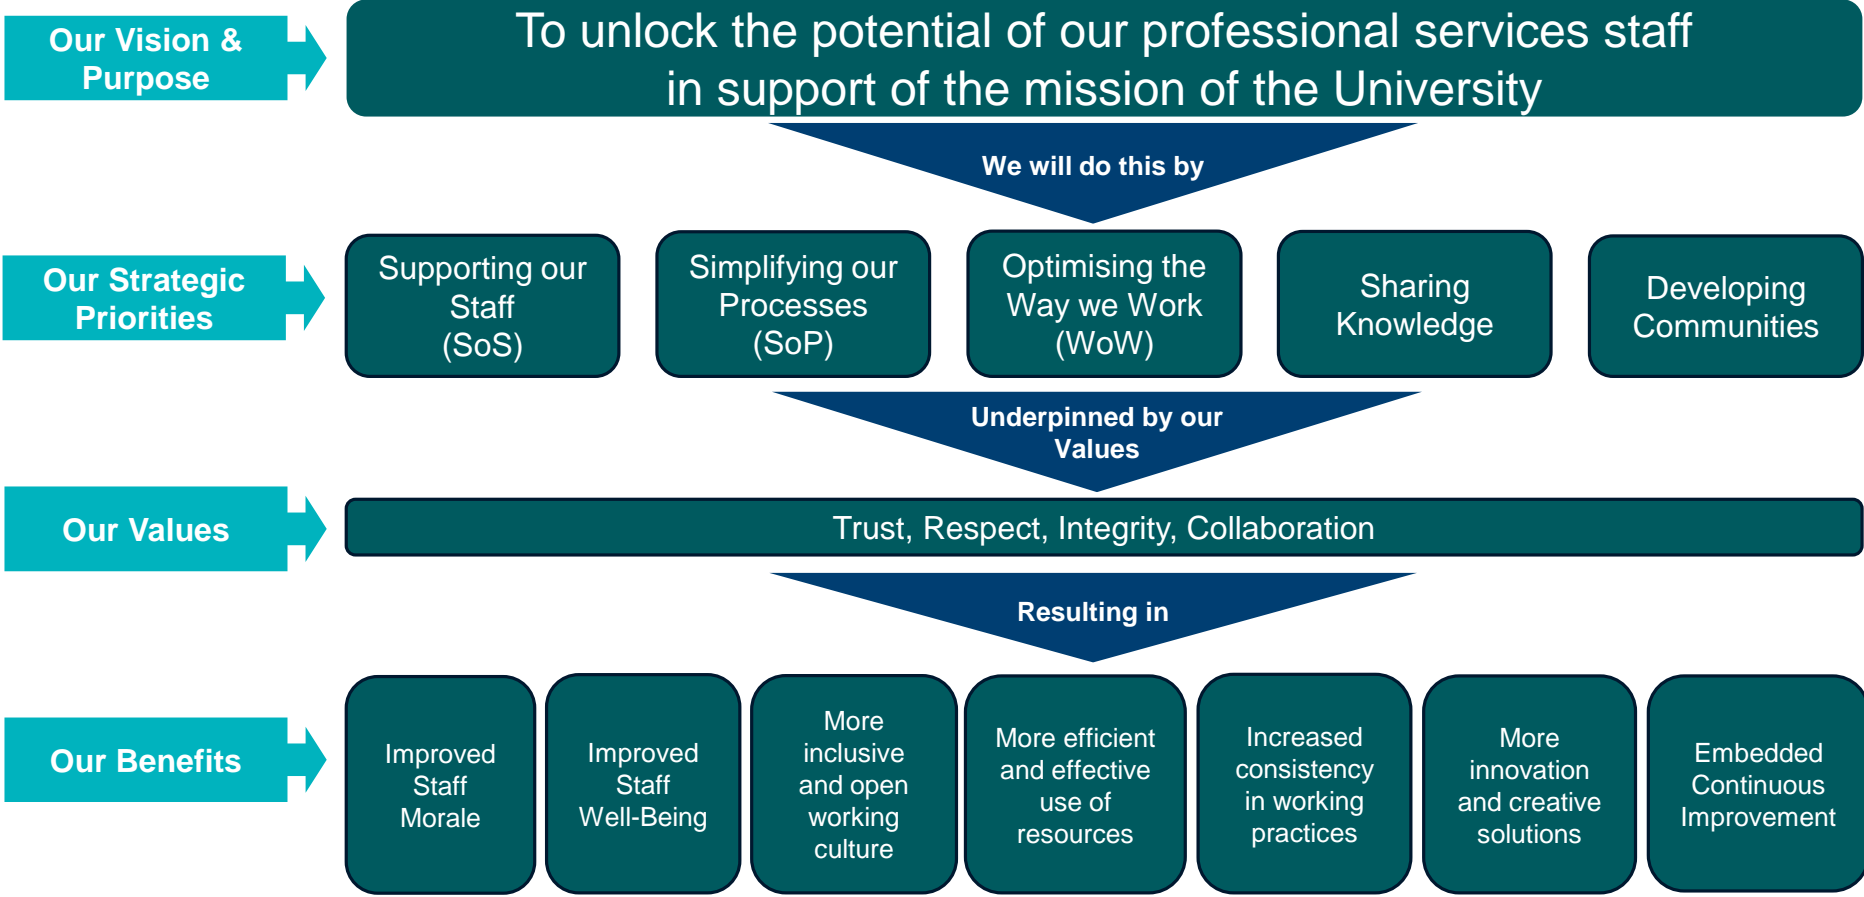 Our Vision &
Purpose
To unlock the potential of our professional services staff
in support of the mission of the University
We will do this by
Our Strategic
Priorities
Supporting our
Staff
(SoS)
Simplifying our
Processes
(SoP)
Optimising the
Way we Work
(WoW)
Sharing
Knowledge
Developing
Communities
Underpinned by our
Values
Our Values
Trust, Respect, Integrity, Collaboration
Resulting in
Our Benefits
Improved
Staff
Morale
Improved
Staff
Well-Being
More
inclusive
and open
working
culture
More efficient
and effective
use of
resources
Increased
consistency
in working
practices
More
innovation
and creative
solutions
Embedded
Continuous
Improvement